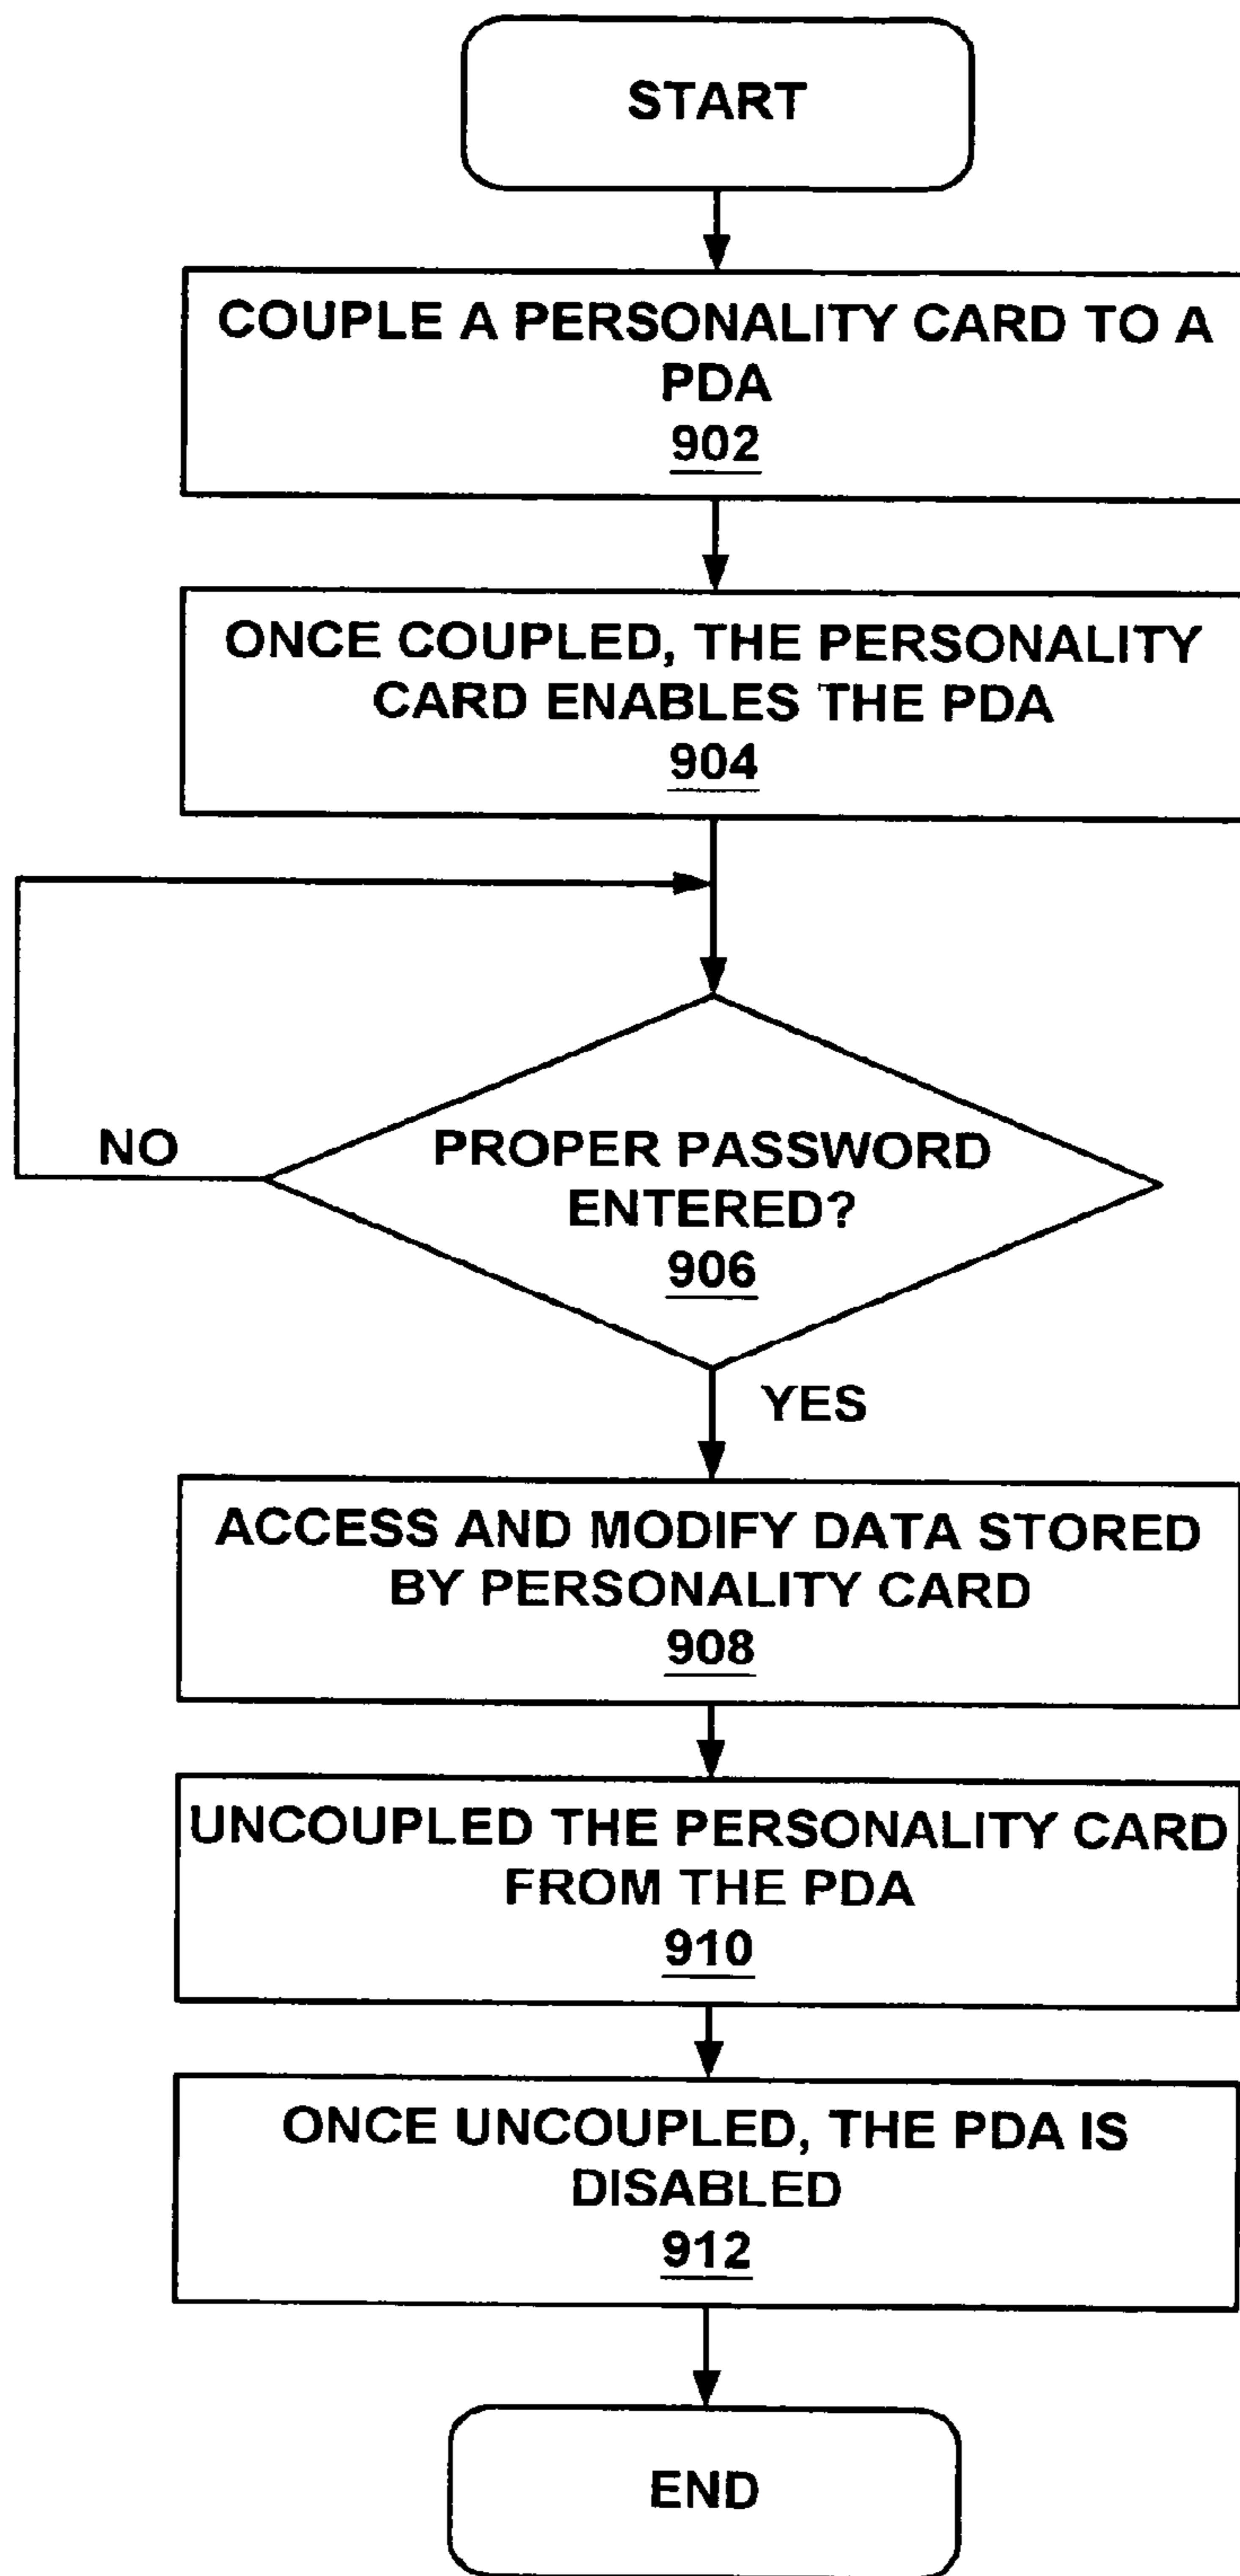 START
COUPLE A PERSONALITY CARD TO A
PDA
902
ONCE COUPLED, THE PERSONALITY
CARD ENABLES THE PDA
904
NO
PROPER PASSWORD
ENTERED?
906
YES
ACCESS AND MODIFY DATA STORED
BY PERSONALITY CARD
908
UNCOUPLED THE PERSONALITY CARD
FROM THE PDA
910
ONCE UNCOUPLED, THE PDA IS
DISABLED
912
END